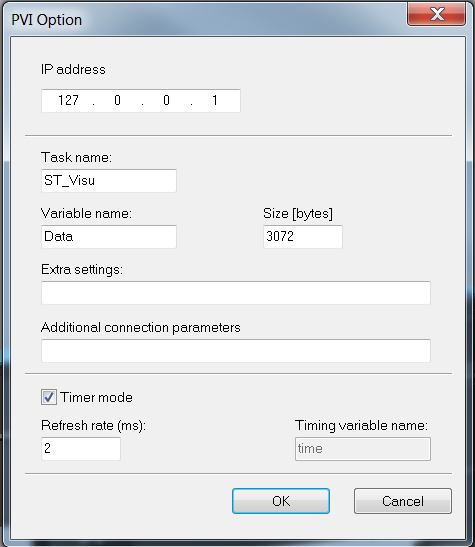 PVI Option
IP address
127 . 0 . 0 . 1
Task name:
ST_Visu
Variable name: Size [bytes]
Data 3072
Extra settings:
Additional connection parameters
Timer mode
Refresh rate (ms): Timing variable name:
2 time
OK Cancel